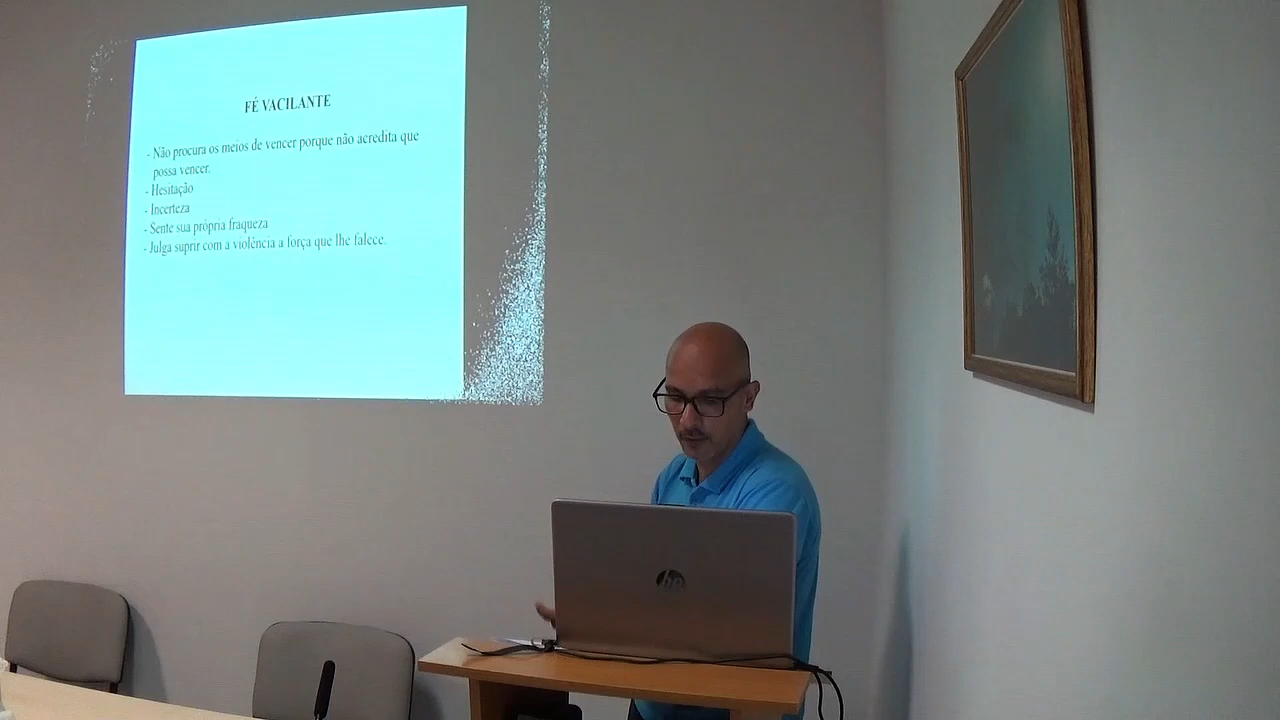 FÉ VACILANTE
- Não procura os meios de vencer porque não acredita que
possa vencer.
- Hesitação
- Incerteza
- Sente sua própria fraqueza
- Julga suprir com a violência a força que lhe falece.
hp